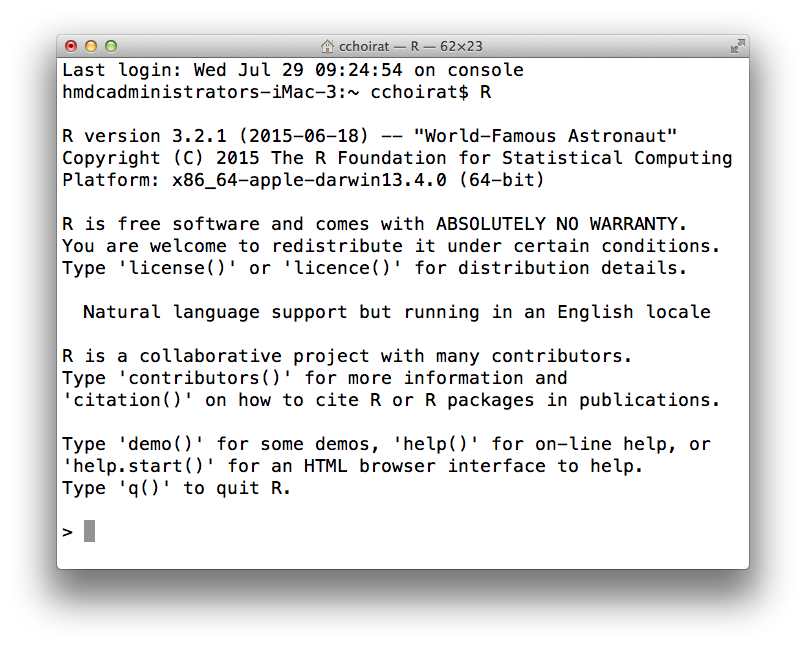 cchoirat — R — 62×23
Last login: Wed Jul 29 09:24:54 on console
hmdcadministrators-iMac-3:~ cchoirat$ R
R version 3.2.1 (2015-06-18) -- "World-Famous Astronaut"
Copyright (C) 2015 The R Foundation for Statistical Computing
Platform: x86_64-apple-darwin13.4.0 (64-bit)
R is free software and comes with ABSOLUTELY NO WARRANTY.
You are welcome to redistribute it under certain conditions.
Type 'license()' or 'licence()' for distribution details.
Natural language support but running in an English locale
R is a collaborative project with many contributors.
Type 'contributors()' for more information and
'citation()' on how to cite R or R packages in publications.
Type 'demo()' for some demos, 'help()' for on-line help, or
'help.start()' for an HTML browser interface to help.
Type 'q()' to quit R.
>